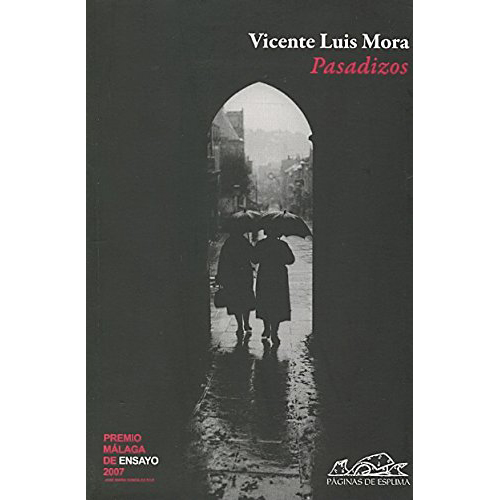 Vicente Luis Mora
Pasadizos
PREMIO
MÁLAGA
DE ENSAYO
2007
PÁGINAS DE ESPUMA